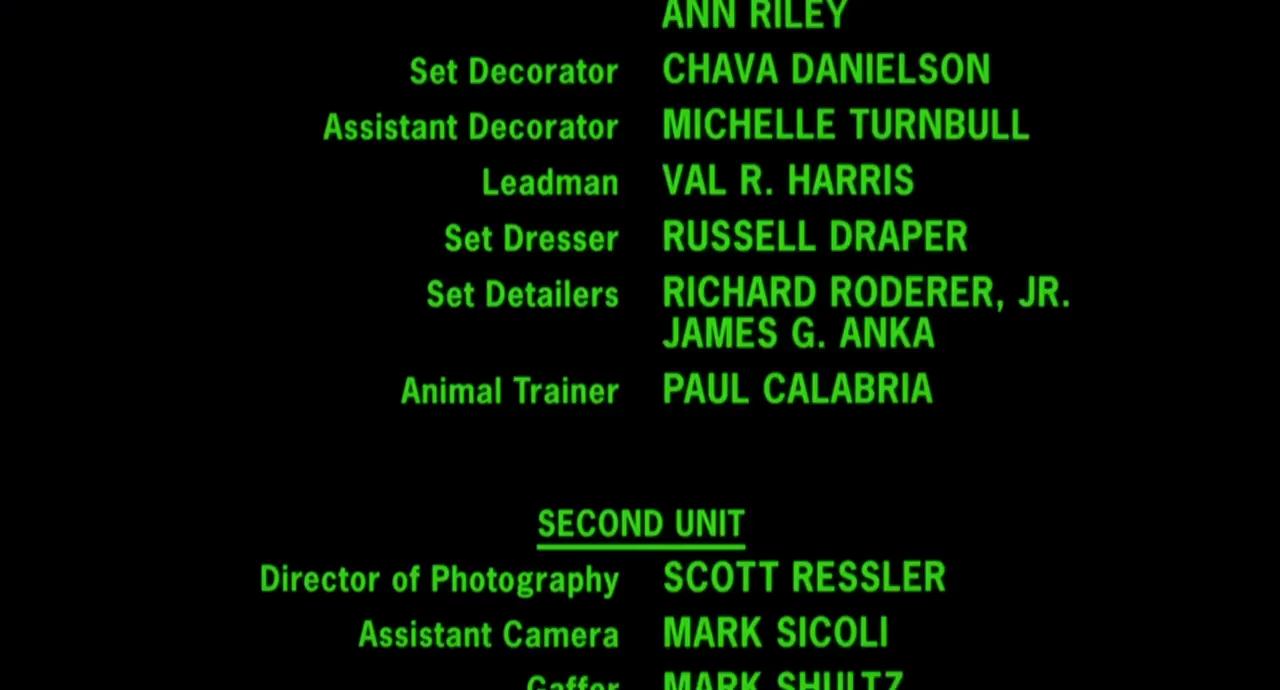 ANN RILEY
Set Decorator CHAVA DANIELSON
Assistant Decorator MICHELLE TURNBULL
Leadman VAL R. HARRIS
Set Dresser RUSSELL DRAPER
Set Detailers RICHARD RODERER, JR.
JAMES G. ANKA
Animal Trainer PAUL CALABRIA
SECOND UNIT
Director of Photography SCOTT RESSLER
Assistant Camera MARK SICOLI
Gaffer MARK SHULTZ